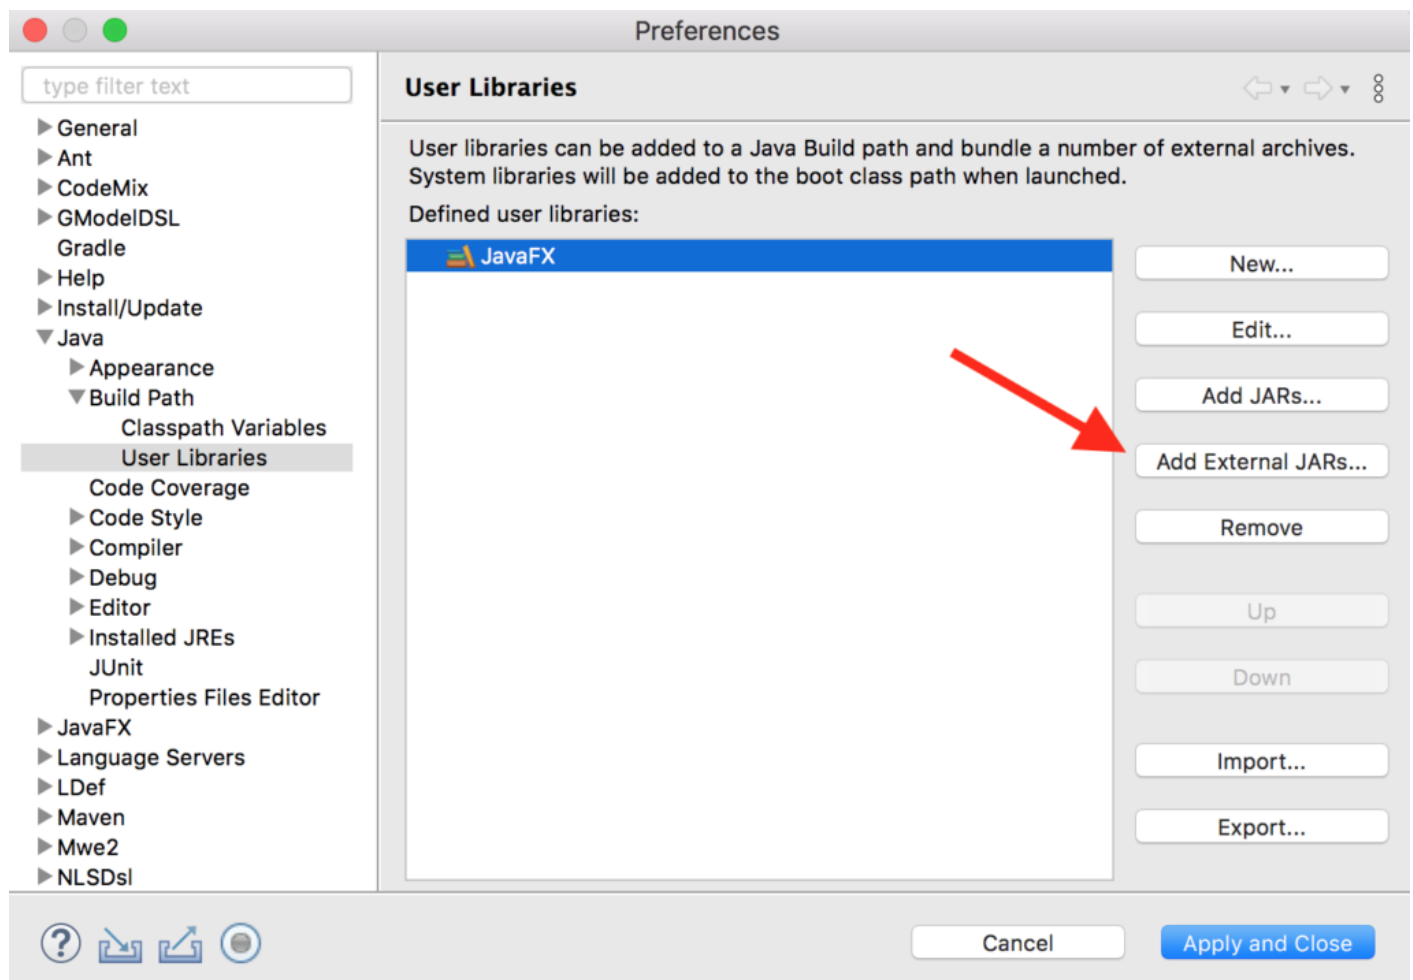 Preferences
type filter text
General
Ant
CodeMix
GModelDSL
Gradle
Help
Install/Update
Java
Appearance
Build Path
Classpath Variables
User Libraries
Code Coverage
Code Style
Compiler
Debug
Editor
Installed JREs
JUnit
Properties Files Editor
JavaFX
Language Servers
LDef
Maven
Mwe2
NLSDsl
User Libraries
User libraries can be added to a Java Build path and bundle a number of external archives.
System libraries will be added to the boot class path when launched.
Defined user libraries:
JavaFX
New...
Edit...
Add JARs...
Add External JARs...
Remove
Up
Down
Import...
Export...
?
Cancel
Apply and Close